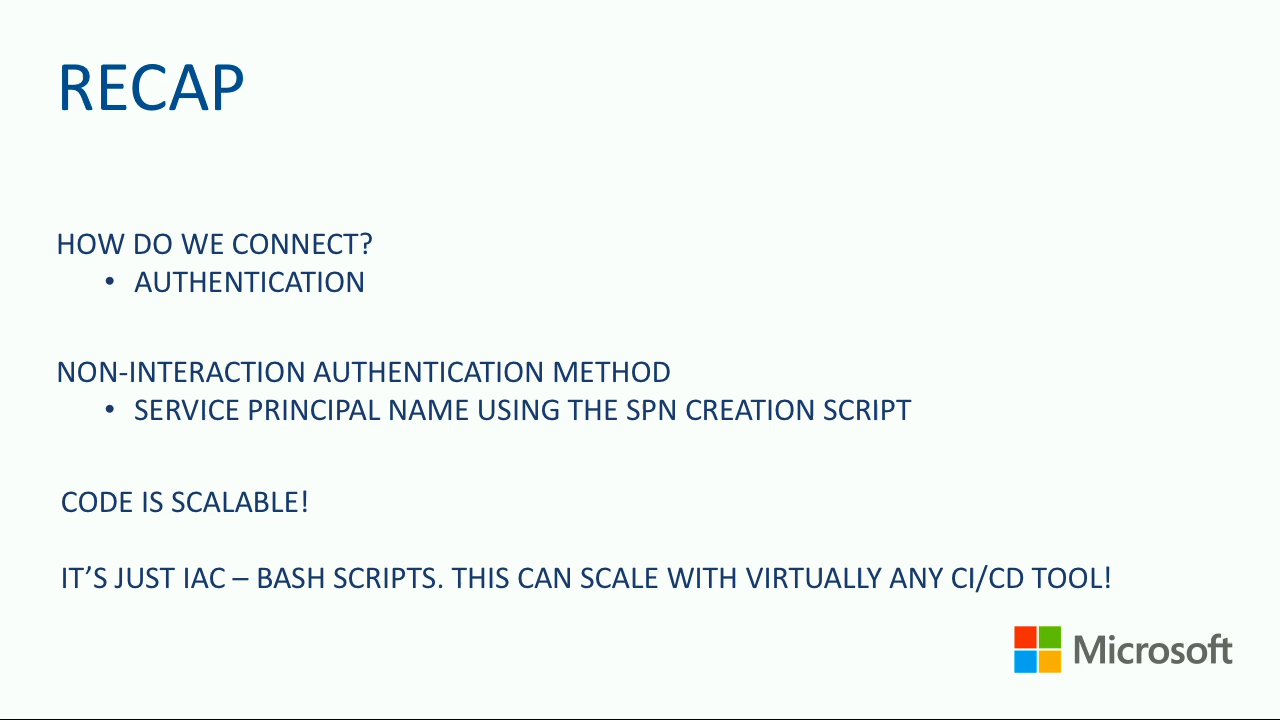 RECAP
HOW DO WE CONNECT?
• AUTHENTICATION
NON-INTERACTION AUTHENTICATION METHOD
• SERVICE PRINCIPAL NAME USING THE SPN CREATION SCRIPT
CODE IS SCALABLE!
IT’S JUST IAC – BASH SCRIPTS. THIS CAN SCALE WITH VIRTUALLY ANY CI/CD TOOL!
Microsoft